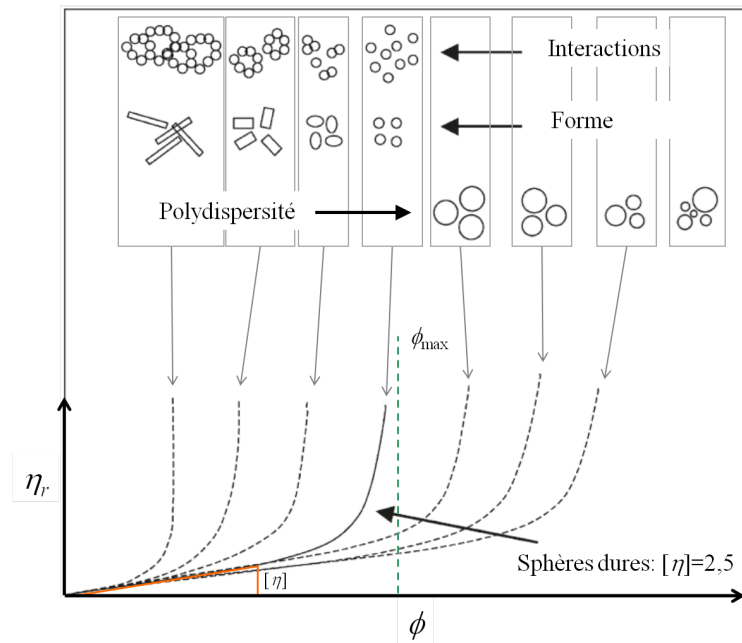 Interactions
Forme
Polydispersité
ϕmax
ηr
[η]
Sphères dures: [η]=2,5
ϕ